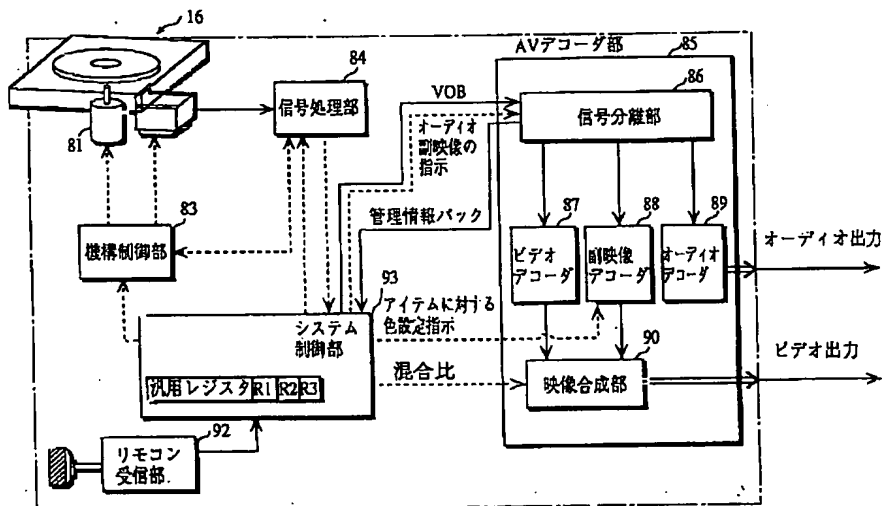 16
AVデコーダ部
85
84
信号処理部
VOB
86
信号分離部
オーディオ
副映像の
指示
81
83
機構制御部
管理情報パック
87
ビデオ
デコーダ
88
副映像
デコーダ
89
オーディオ
デコーダ
オーディオ出力
93
アイテムに対する
色設定指示
システム
制御部
汎用レジスタ R1 R2 R3
混合比
90
映像合成部
ビデオ出力
92
リモコン
受信部